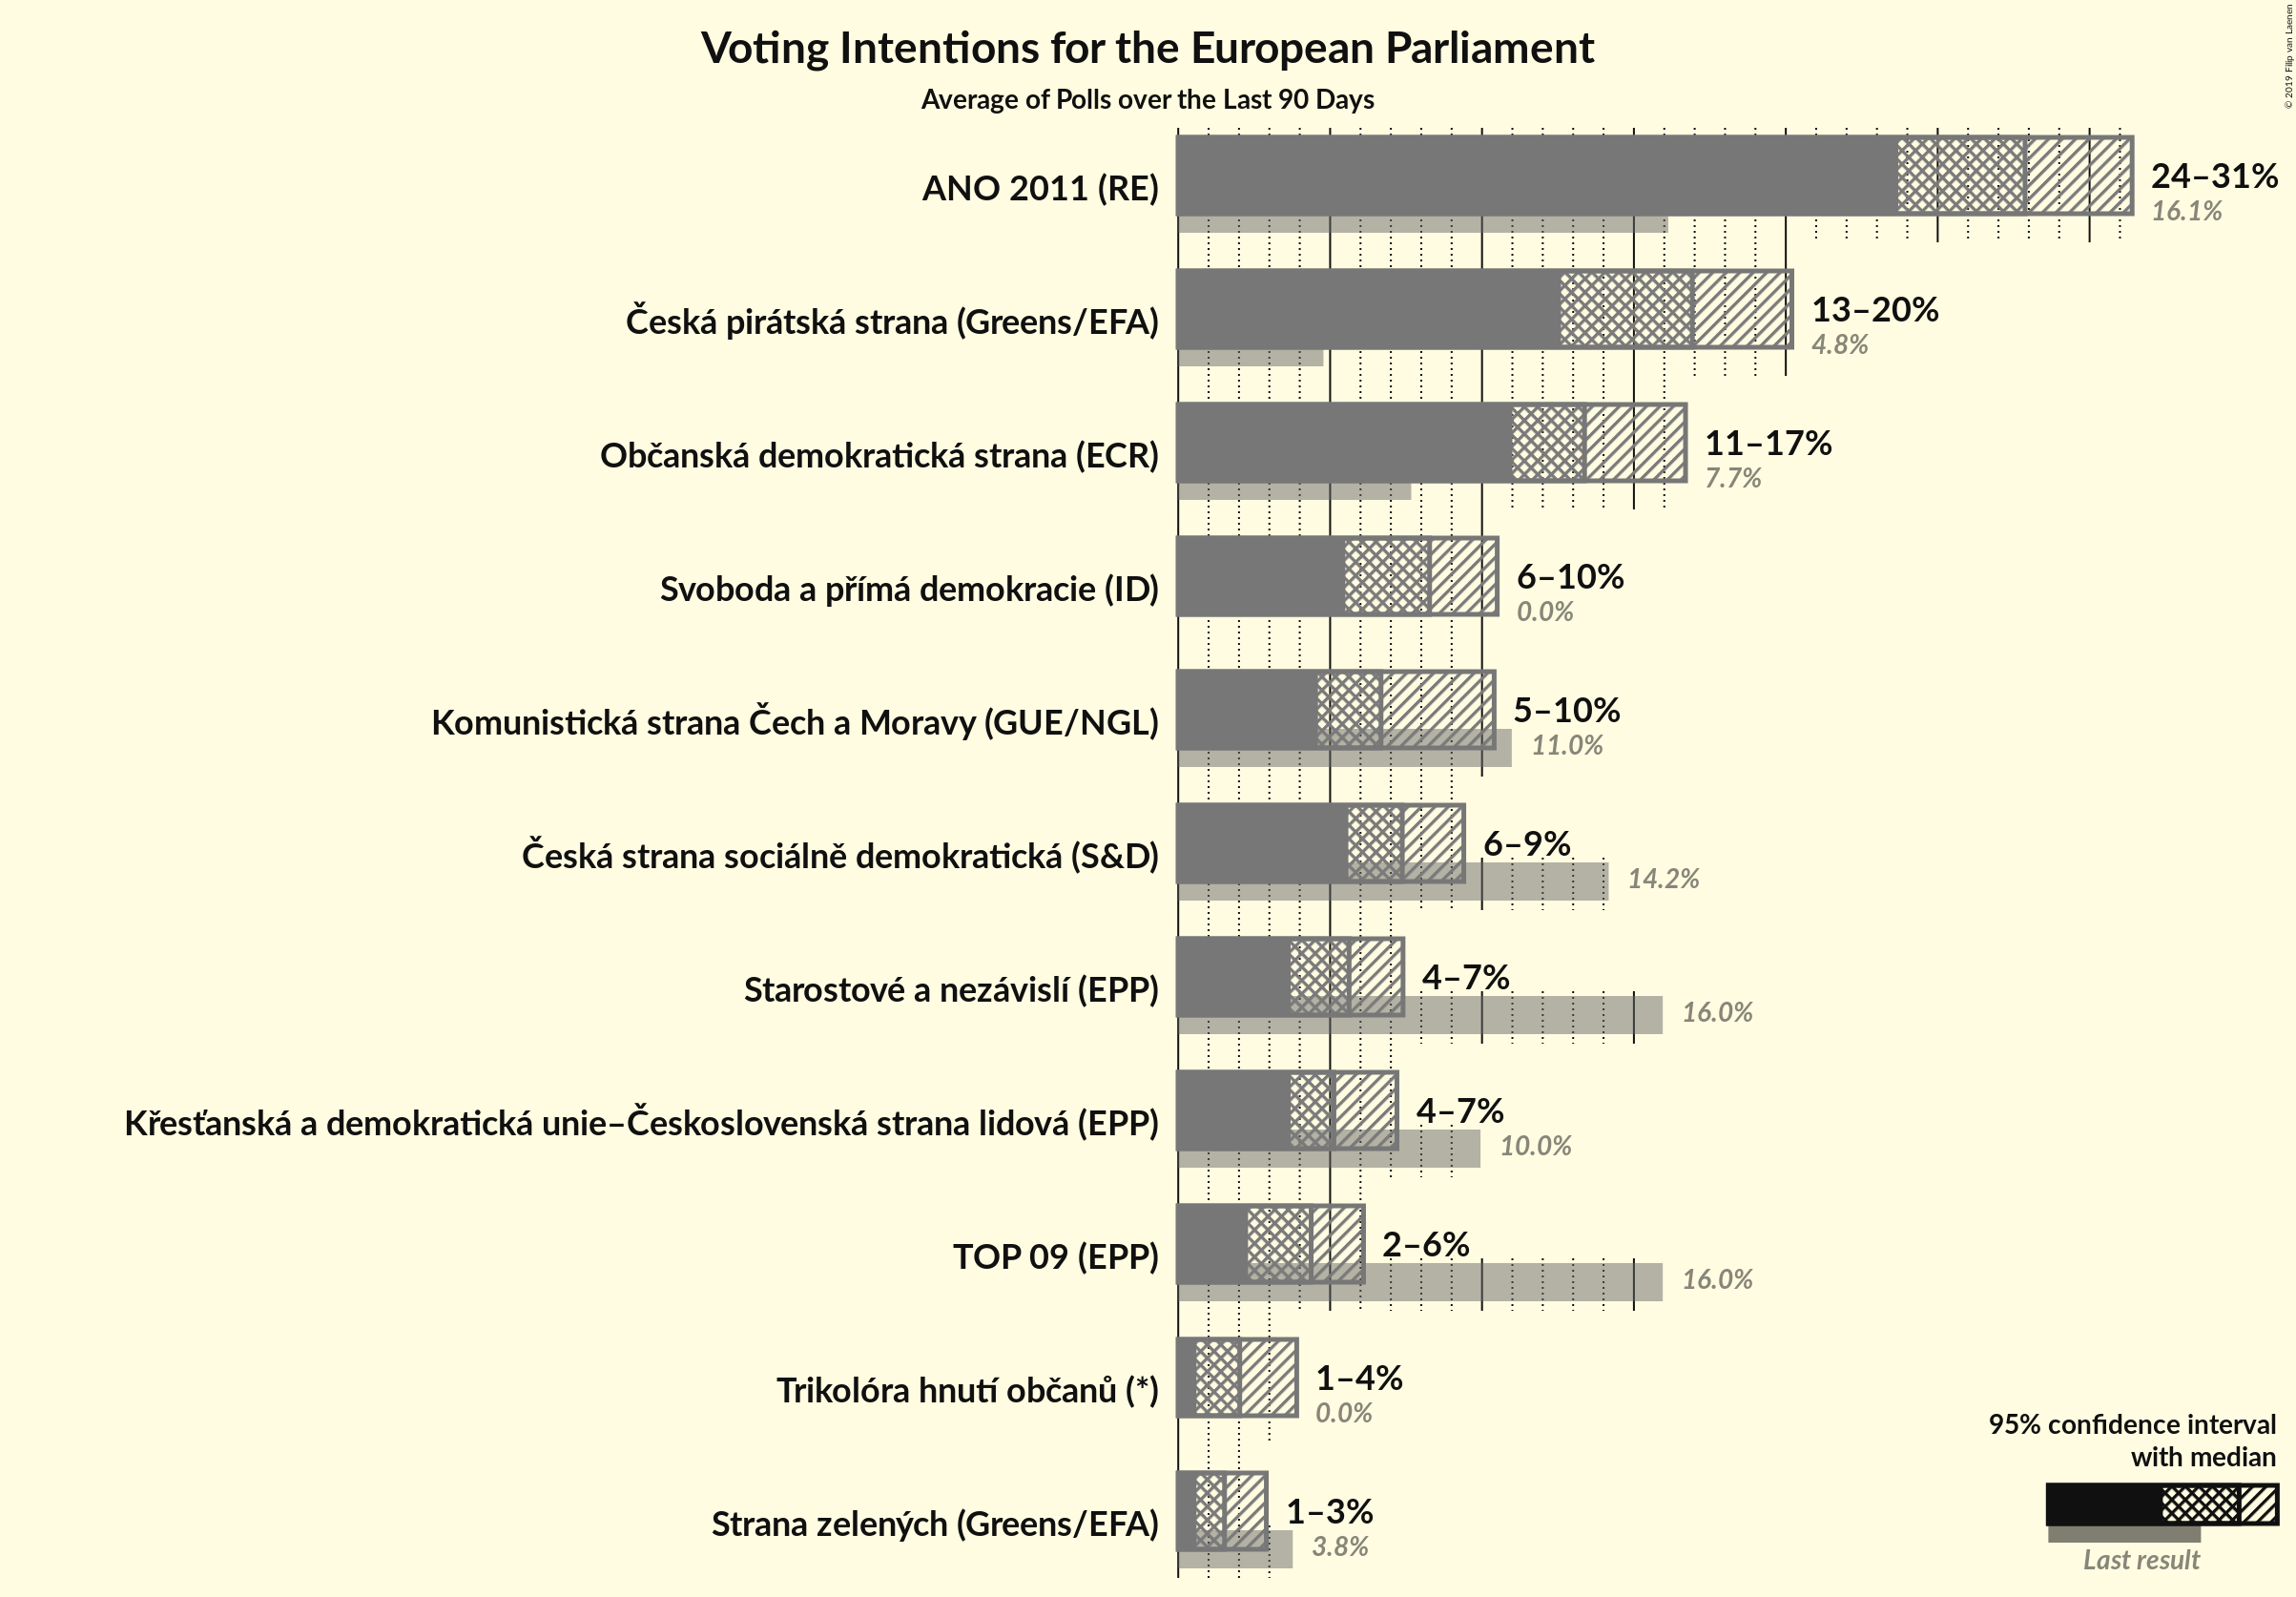 Voting Intentions for the European Parliament
Average of Polls over the Last 90 Days
© 2019 Filip van Laenen
ANO 2011 (RE)
24–31%
16.1%
Česká pirátská strana (Greens/EFA)
13–20%
4.8%
Občanská demokratická strana (ECR)
11–17%
7.7%
Svoboda a přímá demokracie (ID)
6–10%
0.0%
Komunistická strana Čech a Moravy (GUE/NGL)
5–10%
11.0%
Česká strana sociálně demokratická (S&D)
6–9%
14.2%
Starostové a nezávislí (EPP)
4–7%
16.0%
Křesťanská a demokratická unie–Československá strana lidová (EPP)
4–7%
10.0%
TOP 09 (EPP)
2–6%
16.0%
Trikolóra hnutí občanů (*)
1–4%
0.0%
Strana zelených (Greens/EFA)
1–3%
3.8%
95% confidence interval
with median
Last result